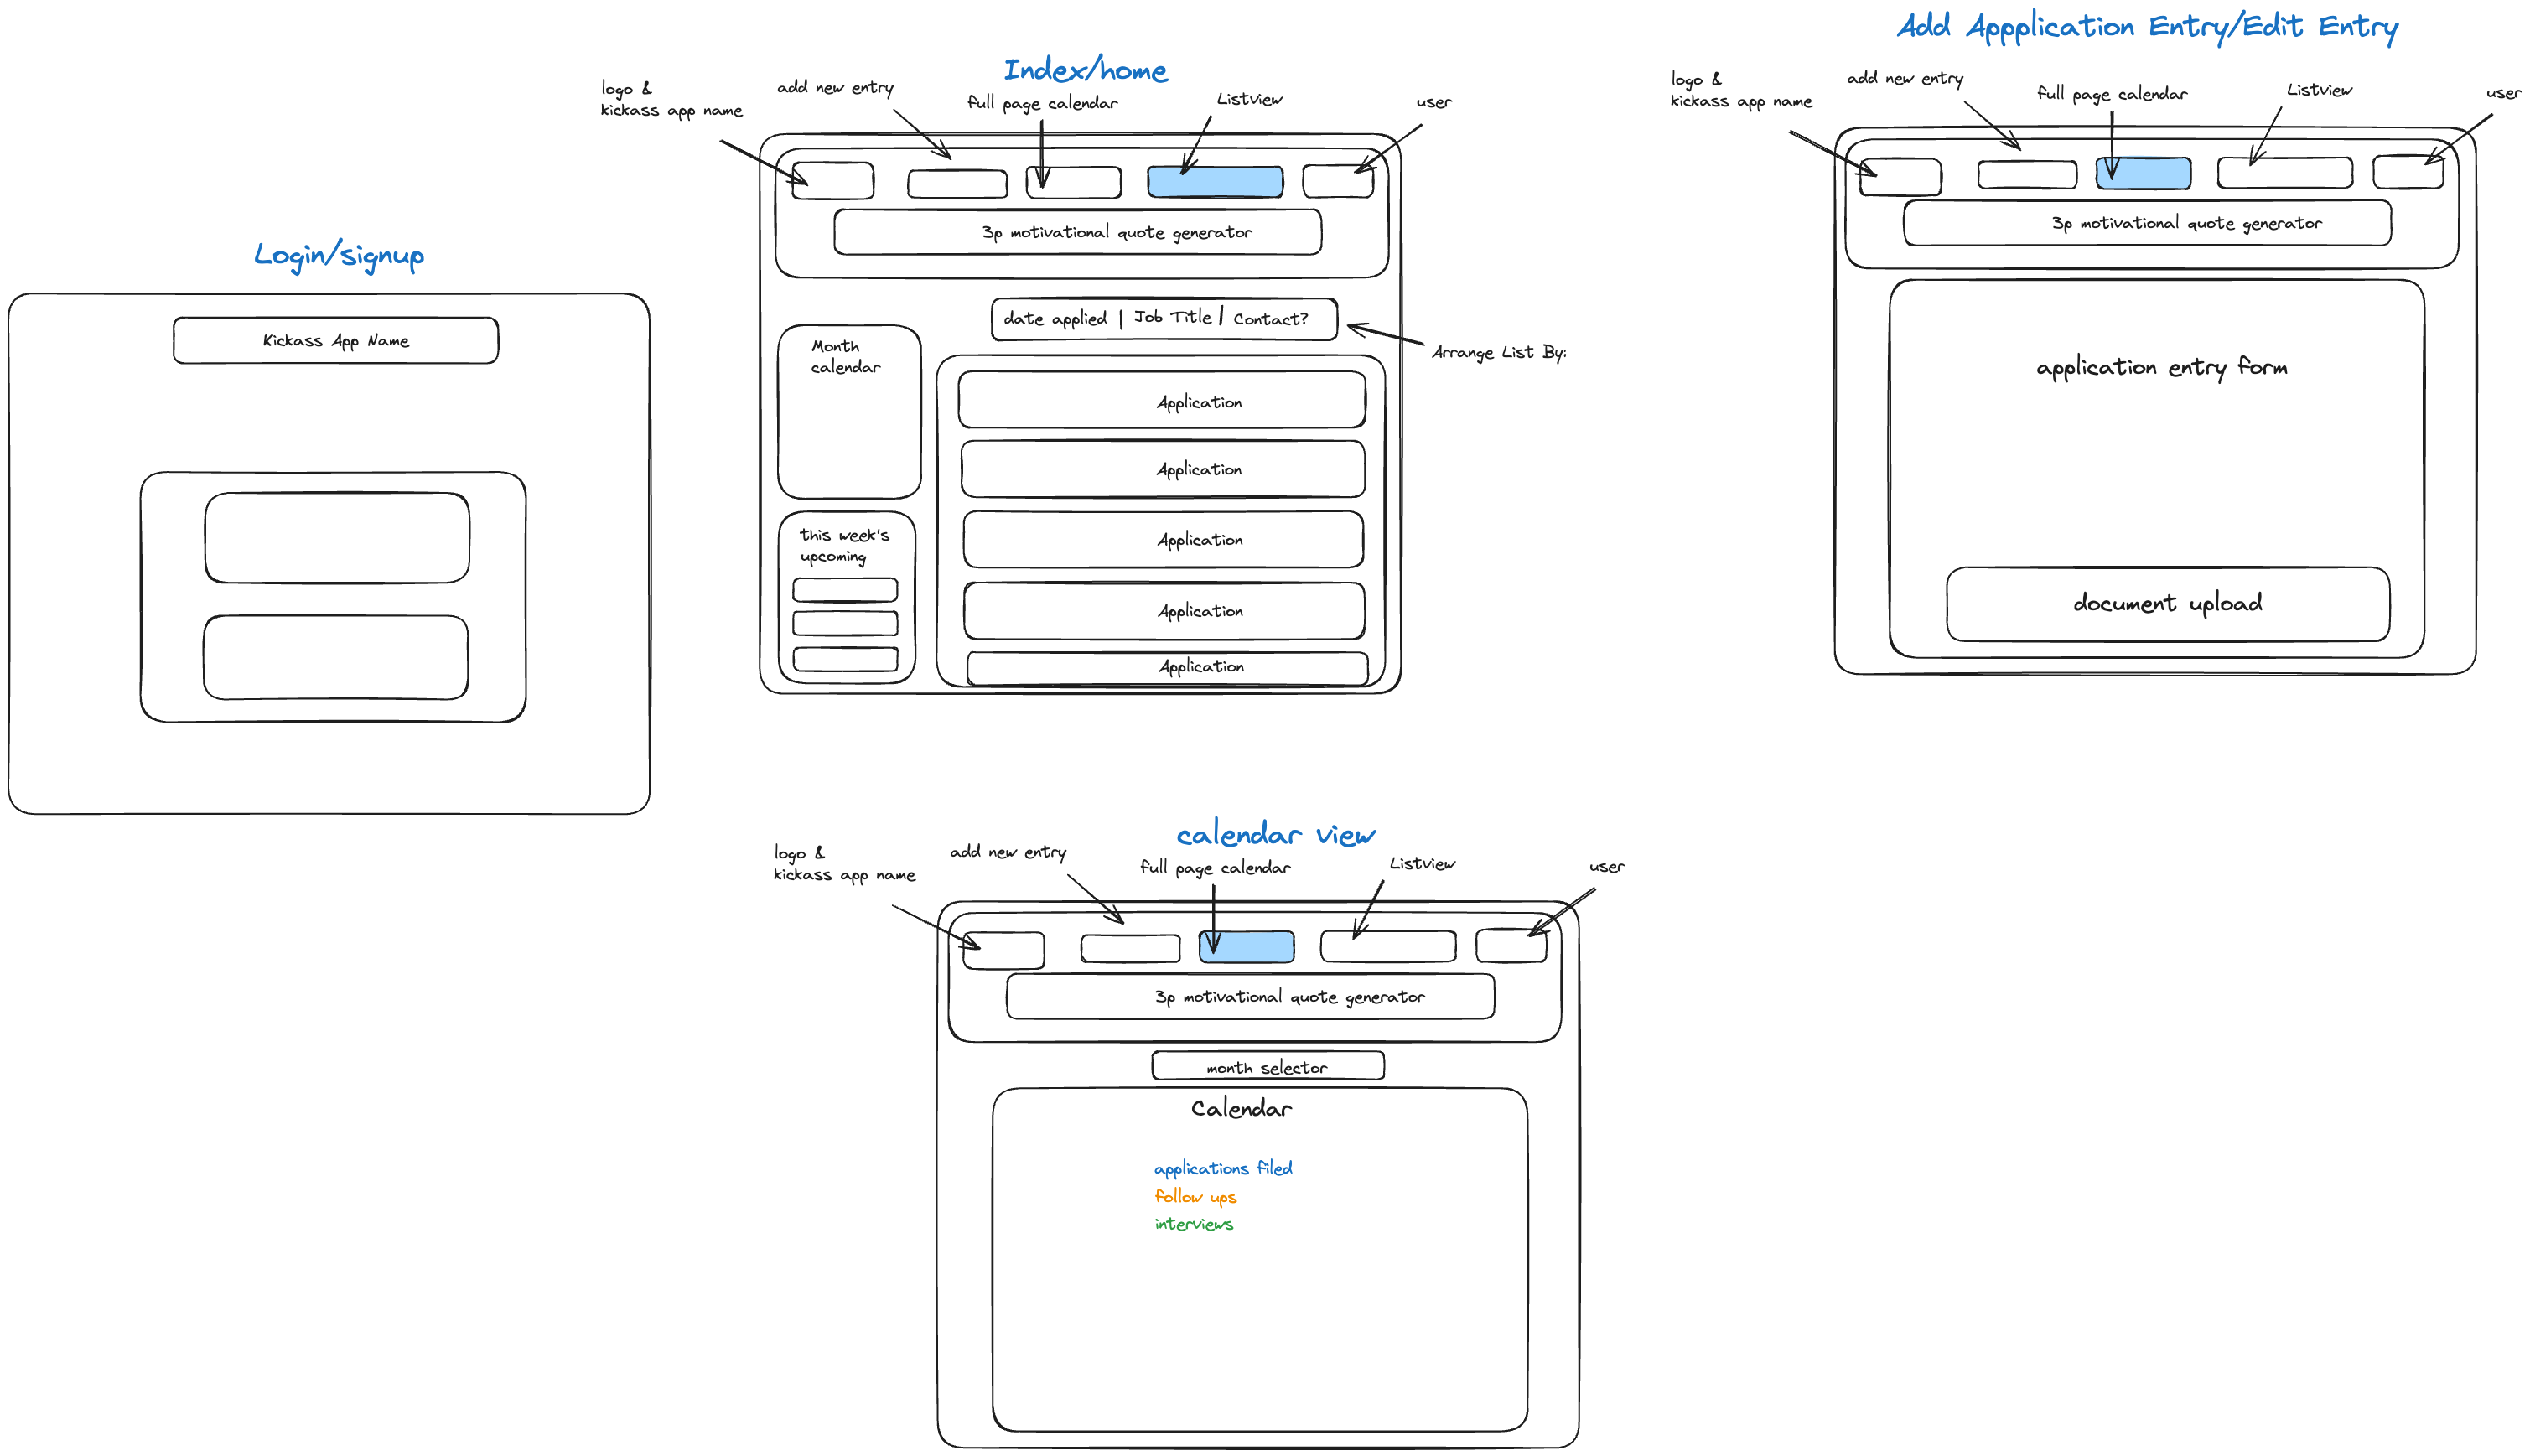 Login/signup
Kickass App Name
Index/home
logo &
kickass app name
add new entry
full page calendar
Listview
user
3p motivational quote generator
date applied | Job Title / Contact?
Arrange List By:
Month
calendar
this week's
upcoming
Application
Application
Application
Application
Application
Add Appplication Entry/Edit Entry
logo &
kickass app name
add new entry
full page calendar
Listview
user
3p motivational quote generator
application entry form
document upload
calendar view
logo &
kickass app name
add new entry
full page calendar
Listview
user
3p motivational quote generator
month selector
Calendar
applications filed
follow ups
interviews